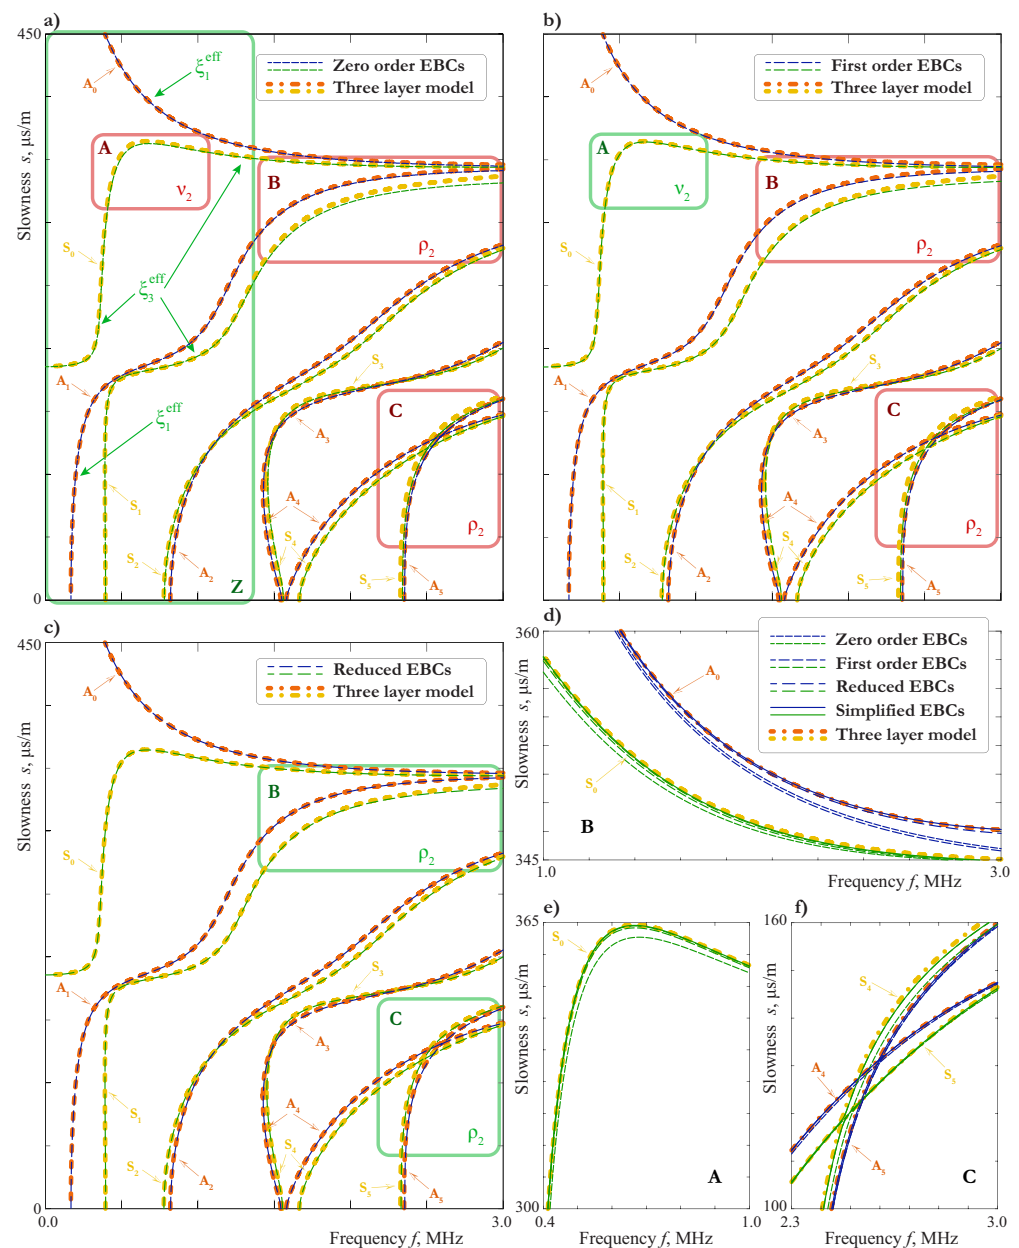 a)
450
Slowness s, μs/m
Zero order EBCs
Three layer model
A₀
ξ₁ᵉᶠᶠ
A
ν₂
B
ρ₂
S₀
ξ₃ᵉᶠᶠ
A₁
ξ₁ᵉᶠᶠ
S₁
S₂
A₂
S₃
A₃
C
A₄
S₄
ρ₂
S₅
A₅
Z
0
b)
First order EBCs
Three layer model
A₀
A
ν₂
B
ρ₂
S₀
A₁
S₁
S₂
A₂
S₃
A₃
C
A₄
S₄
ρ₂
S₅
A₅
0
c)
450
Slowness s, μs/m
Reduced EBCs
Three layer model
A₀
B
ρ₂
S₀
A₁
S₁
S₂
A₂
S₃
A₃
C
A₄
S₄
ρ₂
S₅
A₅
0
0.0
3.0
Frequency f, MHz
d)
360
Slowness s, μs/m
Zero order EBCs
First order EBCs
Reduced EBCs
Simplified EBCs
Three layer model
A₀
S₀
B
345
1.0
3.0
Frequency f, MHz
e)
365
Slowness s, μs/m
S₀
A
300
0.4
1.0
Frequency f, MHz
f)
160
Slowness s, μs/m
S₄
A₄
S₅
A₅
C
100
2.3
3.0
Frequency f, MHz